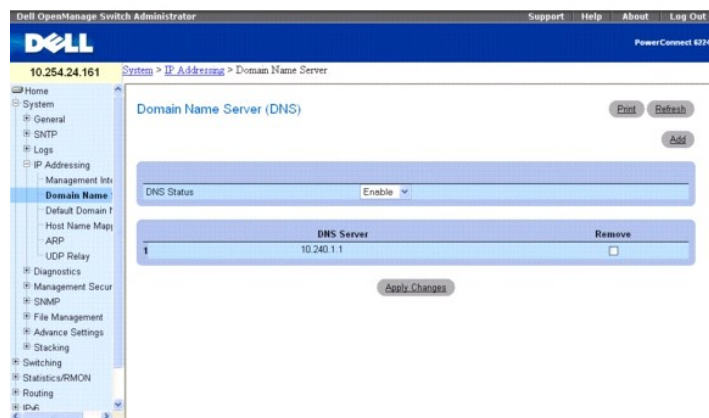 Dell OpenManage Switch Administrator
Support Help About Log Out
DELL
PowerConnect 6224
10.254.24.161
System > IP Addressing > Domain Name Server
Home
System
General
SNTP
Logs
IP Addressing
Management Inte
Domain Name
Default Domain N
Host Name Mapp
ARP
UDP Relay
Diagnostics
Management Secur
SNMP
File Management
Advance Settings
Stacking
Switching
Statistics/RMON
Routing
IPv6
Domain Name Server (DNS)
Print Refresh
Add
DNS Status Enable
DNS Server Remove
1 10.240.1.1
Apply Changes